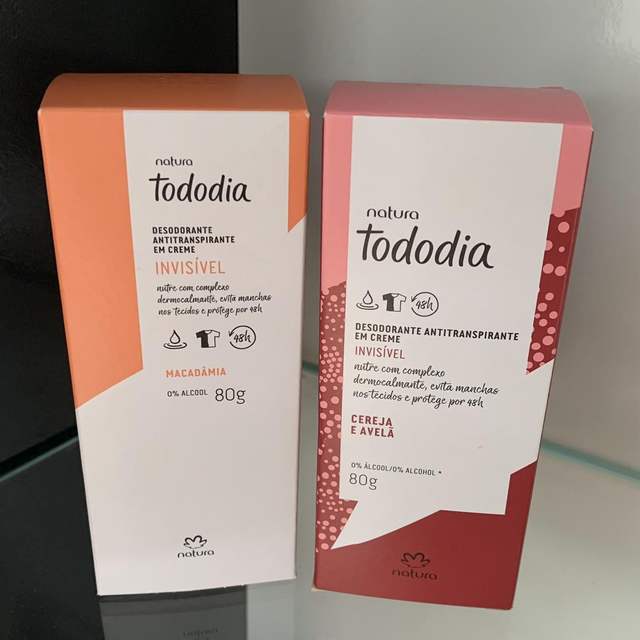 natura
Tododia
DESODORANTE
ANTITRANSPIRANTE
EM CREME
INVISÍVEL
nutre com complexo
dermocalmante, evita manchas
nos tecidos e protege por 48h
48h
MACADÂMIA
0% ALCOOL 80g
natura
natura
Tododia
48h
DESODORANTE ANTITRANSPIRANTE
EM CREME
INVISÍVEL
nutre com complexo
dermocalmante, evita manchas
nos tecidos e protege por 48h
CEREJA
E AVELÃ
0% ÁLCOOL/0% ALCOHOL *
80g
natura